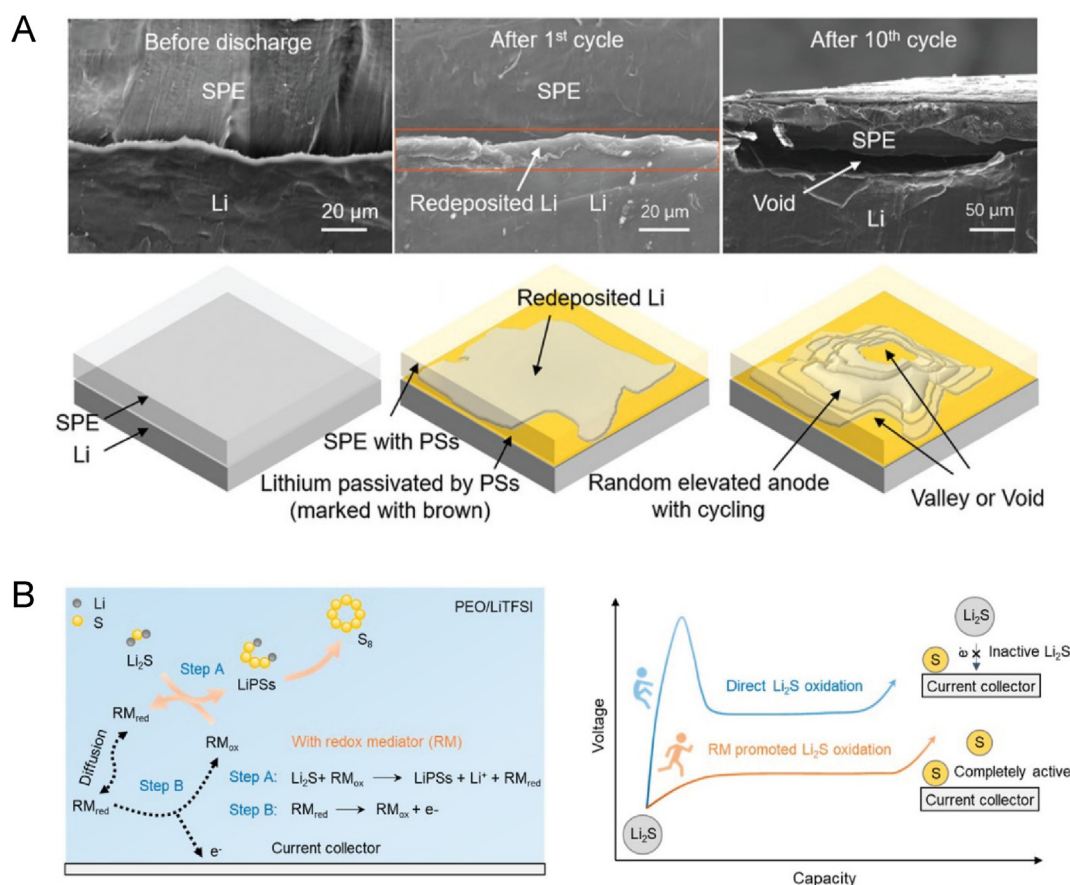 A
Before discharge
SPE
Li
20 µm
After 1st cycle
SPE
Redeposited Li
Li
20 µm
After 10th cycle
SPE
Void
Li
50 µm
SPE
Li
Redeposited Li
SPE with PSs
Lithium passivated by PSs
(marked with brown)
Random elevated anode
with cycling
Valley or Void
B
Li
S
PEO/LiTFSI
Li₂S
Step A
LiPSs
S₈
RMred
RMox
With redox mediator (RM)
Diffusion
Step B
Step A: Li₂S+ RMox → LiPSs + Li⁺ + RMred
RMred
Step B: RMred → RMox + e-
e⁻
Current collector
Voltage
Direct Li₂S oxidation
RM promoted Li₂S oxidation
Li₂S
Li₂S
e⁻ Inactive Li₂S
S
Current collector
S
S
Completely active
Current collector
Capacity